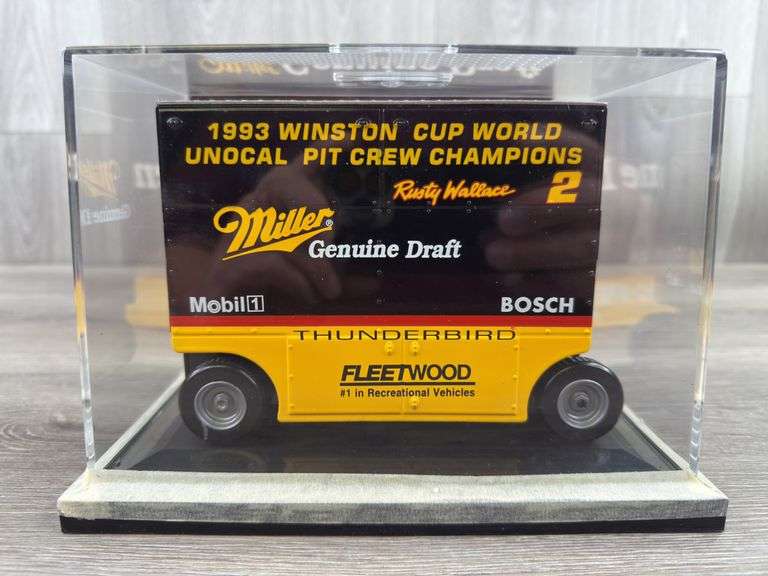 1993 WINSTON CUP WORLD
UNOCAL PIT CREW CHAMPIONS
Rusty Wallace 2
Miller®
Genuine Draft
Mobil 1 BOSCH
THUNDERBIRD
FLEETWOOD
#1 in Recreational Vehicles